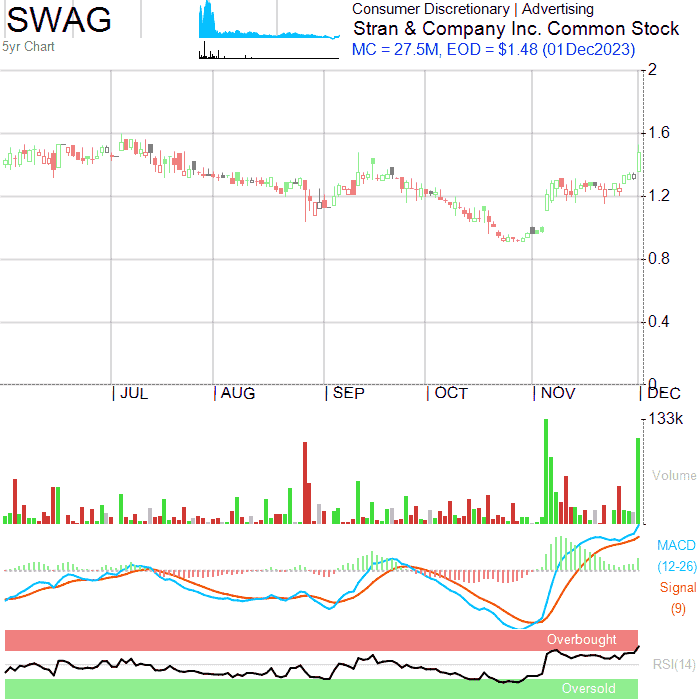 SWAG
5yr Chart
Consumer Discretionary | Advertising
Stran & Company Inc. Common Stock
MC = 27.5M, EOD = $1.48 (01Dec2023)
2
1.6
1.2
0.8
0.4
0
| JUL | AUG | SEP | OCT | NOV | DEC
133k
Volume
MACD
(12-26)
Signal
(9)
Overbought
RSI(14)
Oversold